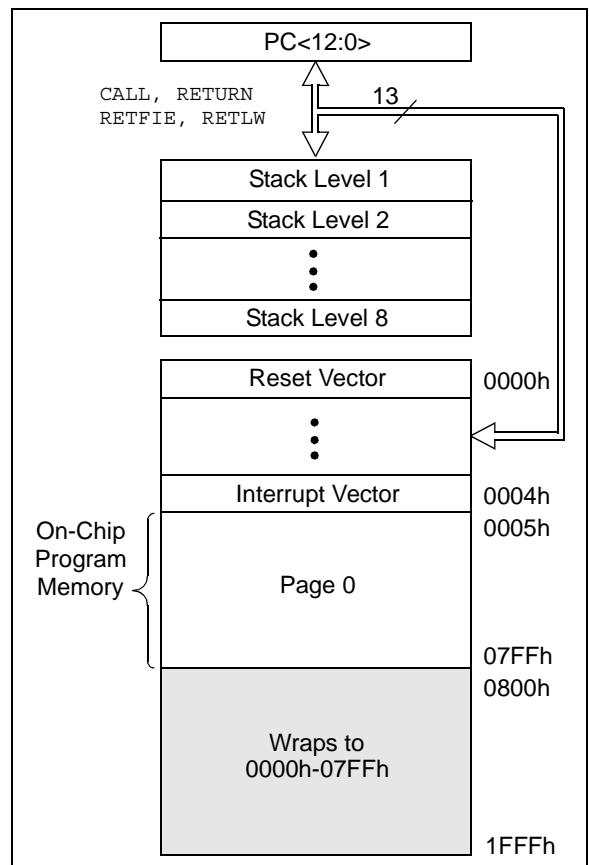 PC<12:0>
CALL, RETURN
RETFIE, RETLW
13
Stack Level 1
Stack Level 2
Stack Level 8
Reset Vector
0000h
Interrupt Vector
0004h
0005h
On-Chip
Program
Memory
Page 0
07FFh
0800h
Wraps to
0000h-07FFh
1FFFh